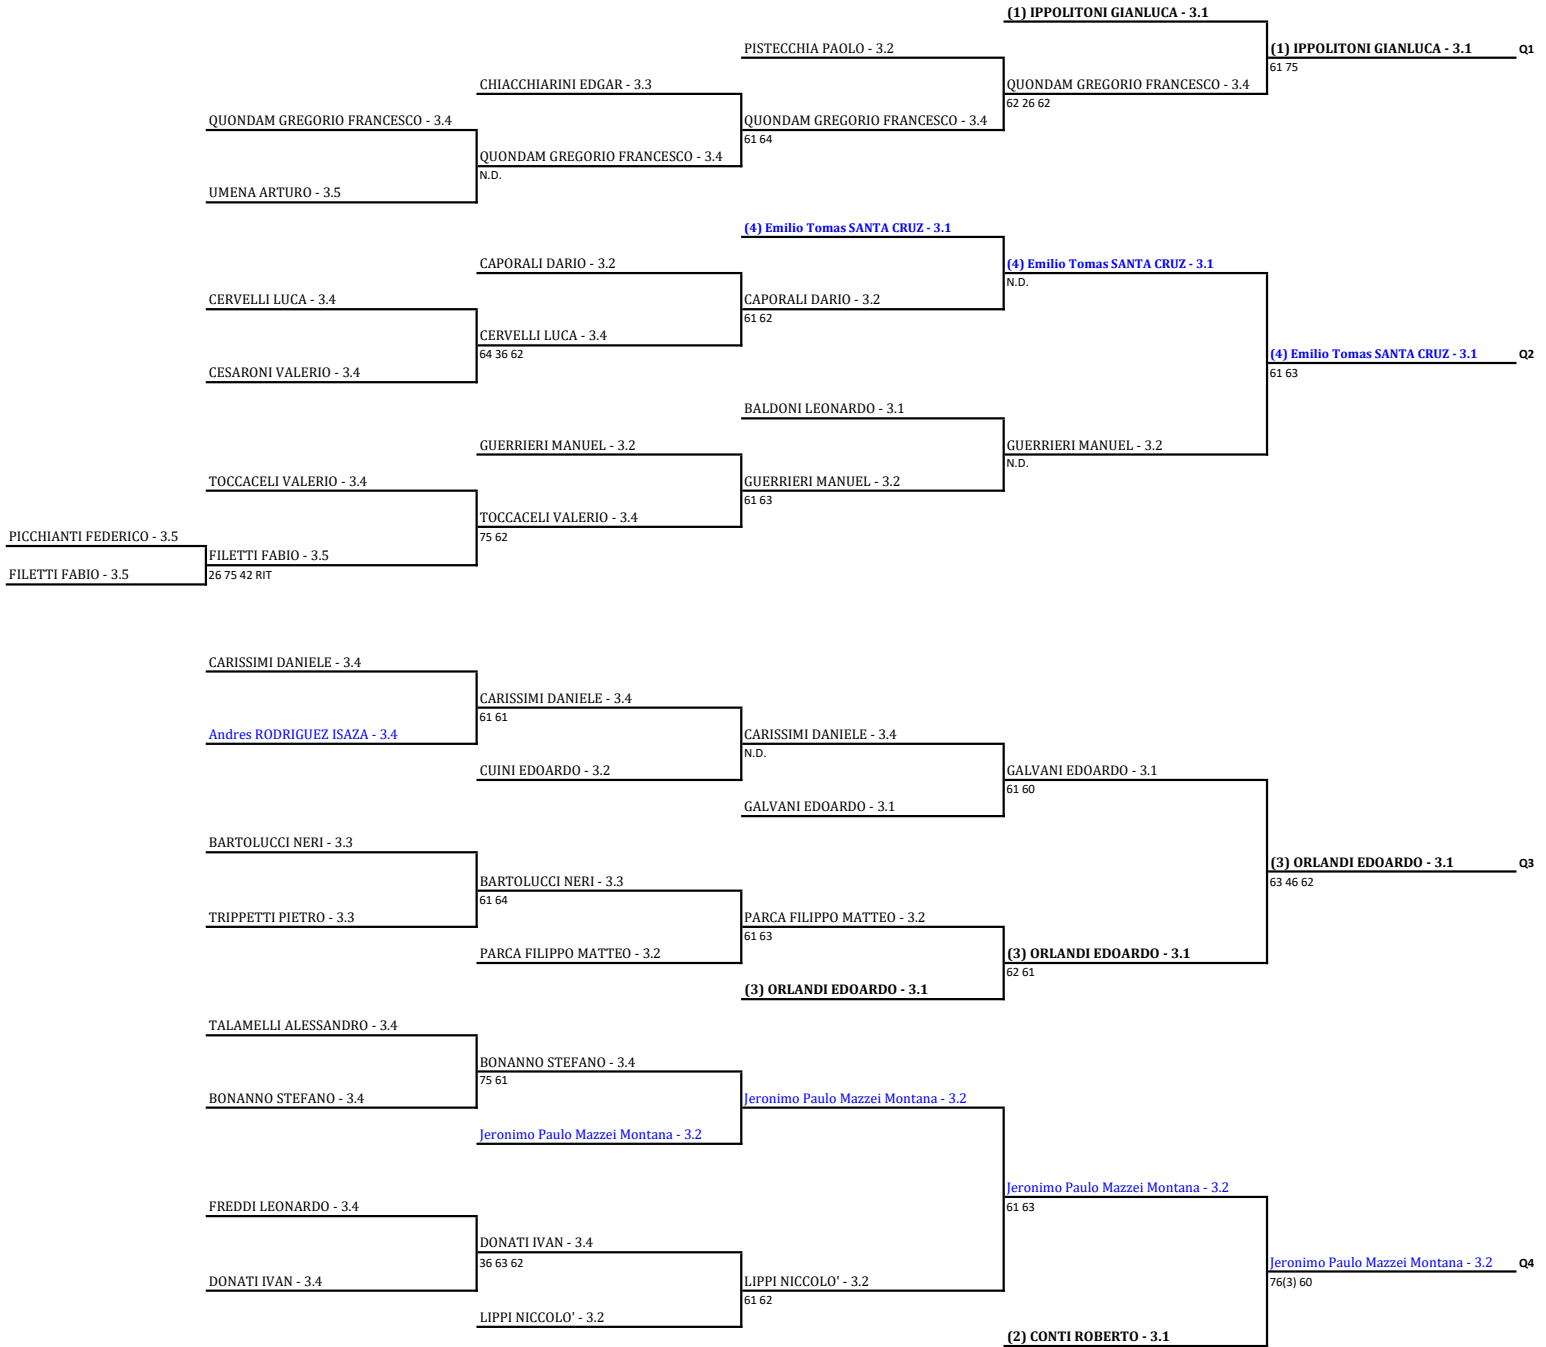 (1) IPPOLITONI GIANLUCA - 3.1
PISTECCHIA PAOLO - 3.2
(1) IPPOLITONI GIANLUCA - 3.1 Q1
61 75
CHIACCHIARINI EDGAR - 3.3
QUONDAM GREGORIO FRANCESCO - 3.4
62 26 62
QUONDAM GREGORIO FRANCESCO - 3.4
QUONDAM GREGORIO FRANCESCO - 3.4
61 64
QUONDAM GREGORIO FRANCESCO - 3.4
N.D.
UMENA ARTURO - 3.5
(4) Emilio Tomas SANTA CRUZ - 3.1
CAPORALI DARIO - 3.2
(4) Emilio Tomas SANTA CRUZ - 3.1
N.D.
CERVELLI LUCA - 3.4
CAPORALI DARIO - 3.2
61 62
CERVELLI LUCA - 3.4
64 36 62
(4) Emilio Tomas SANTA CRUZ - 3.1 Q2
61 63
CESARONI VALERIO - 3.4
BALDONI LEONARDO - 3.1
GUERRIERI MANUEL - 3.2
GUERRIERI MANUEL - 3.2
N.D.
TOCCACELI VALERIO - 3.4
GUERRIERI MANUEL - 3.2
61 63
TOCCACELI VALERIO - 3.4
75 62
PICCHIANTI FEDERICO - 3.5
FILETTI FABIO - 3.5
26 75 42 RIT
FILETTI FABIO - 3.5
CARISSIMI DANIELE - 3.4
CARISSIMI DANIELE - 3.4
61 61
Andres RODRIGUEZ ISAZA - 3.4
CARISSIMI DANIELE - 3.4
N.D.
CUINI EDOARDO - 3.2
GALVANI EDOARDO - 3.1
61 60
GALVANI EDOARDO - 3.1
BARTOLUCCI NERI - 3.3
(3) ORLANDI EDOARDO - 3.1 Q3
63 46 62
BARTOLUCCI NERI - 3.3
61 64
TRIPPETTI PIETRO - 3.3
PARCA FILIPPO MATTEO - 3.2
61 63
PARCA FILIPPO MATTEO - 3.2
(3) ORLANDI EDOARDO - 3.1
62 61
(3) ORLANDI EDOARDO - 3.1
TALAMELLI ALESSANDRO - 3.4
BONANNO STEFANO - 3.4
75 61
BONANNO STEFANO - 3.4
Jeronimo Paulo Mazzei Montana - 3.2
Jeronimo Paulo Mazzei Montana - 3.2
Jeronimo Paulo Mazzei Montana - 3.2
61 63
FREDDI LEONARDO - 3.4
DONATI IVAN - 3.4
36 63 62
Jeronimo Paulo Mazzei Montana - 3.2 Q4
76(3) 60
DONATI IVAN - 3.4
LIPPI NICCOLO' - 3.2
61 62
LIPPI NICCOLO' - 3.2
(2) CONTI ROBERTO - 3.1